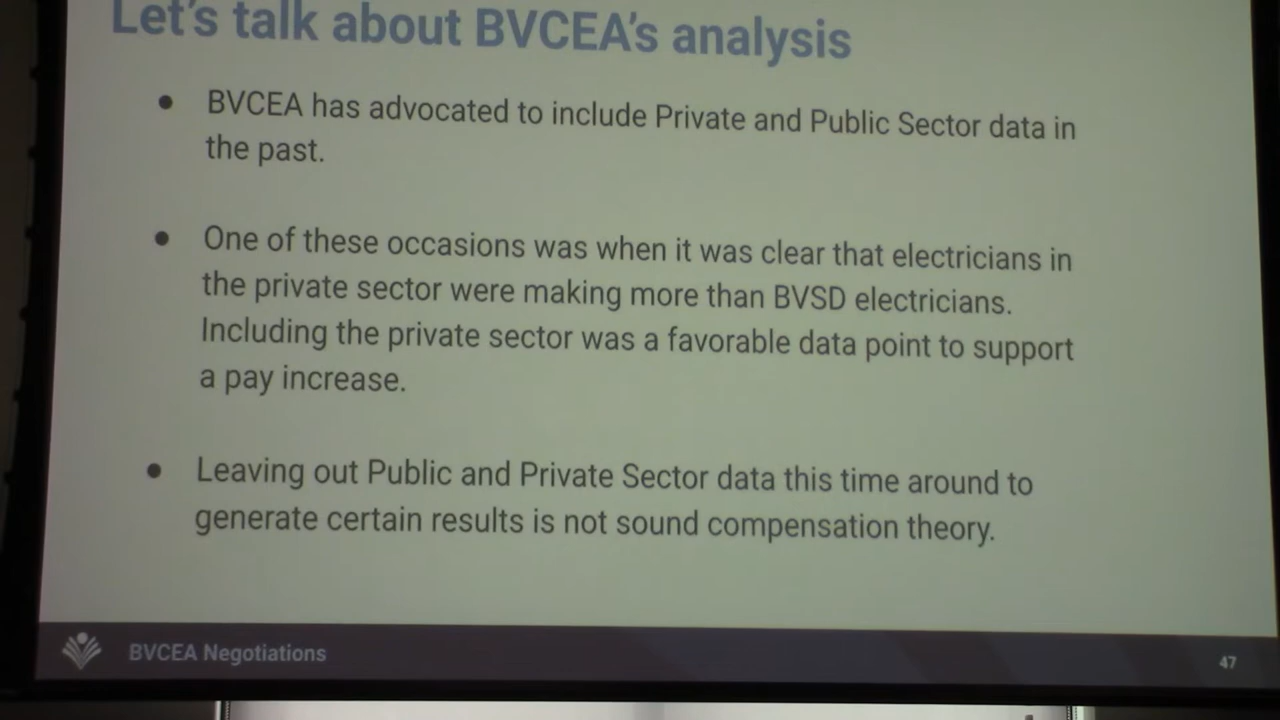 Let's talk about BVCEA's analysis
● BVCEA has advocated to include Private and Public Sector data in
the past.
● One of these occasions was when it was clear that electricians in
the private sector were making more than BVSD electricians.
Including the private sector was a favorable data point to support
a pay increase.
● Leaving out Public and Private Sector data this time around to
generate certain results is not sound compensation theory.
BVCEA Negotiations
47